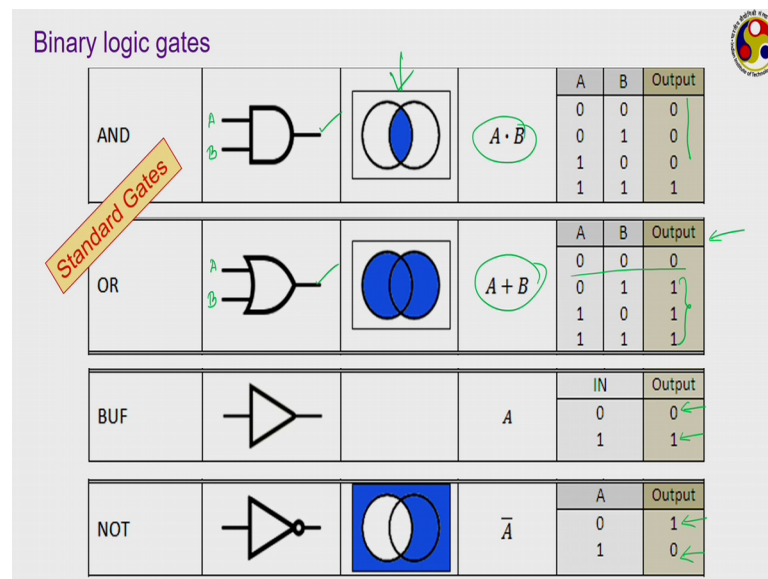 Binary logic gates
A B Output
AND
A
B
A · B
0 0 0
0 1 0
1 0 0
1 1 1
Standard Gates
A B Output
OR
A
B
A + B
0 0 0
0 1 1
1 0 1
1 1 1
IN Output
BUF
A
0 0
1 1
A Output
NOT
A̅
0 1
1 0